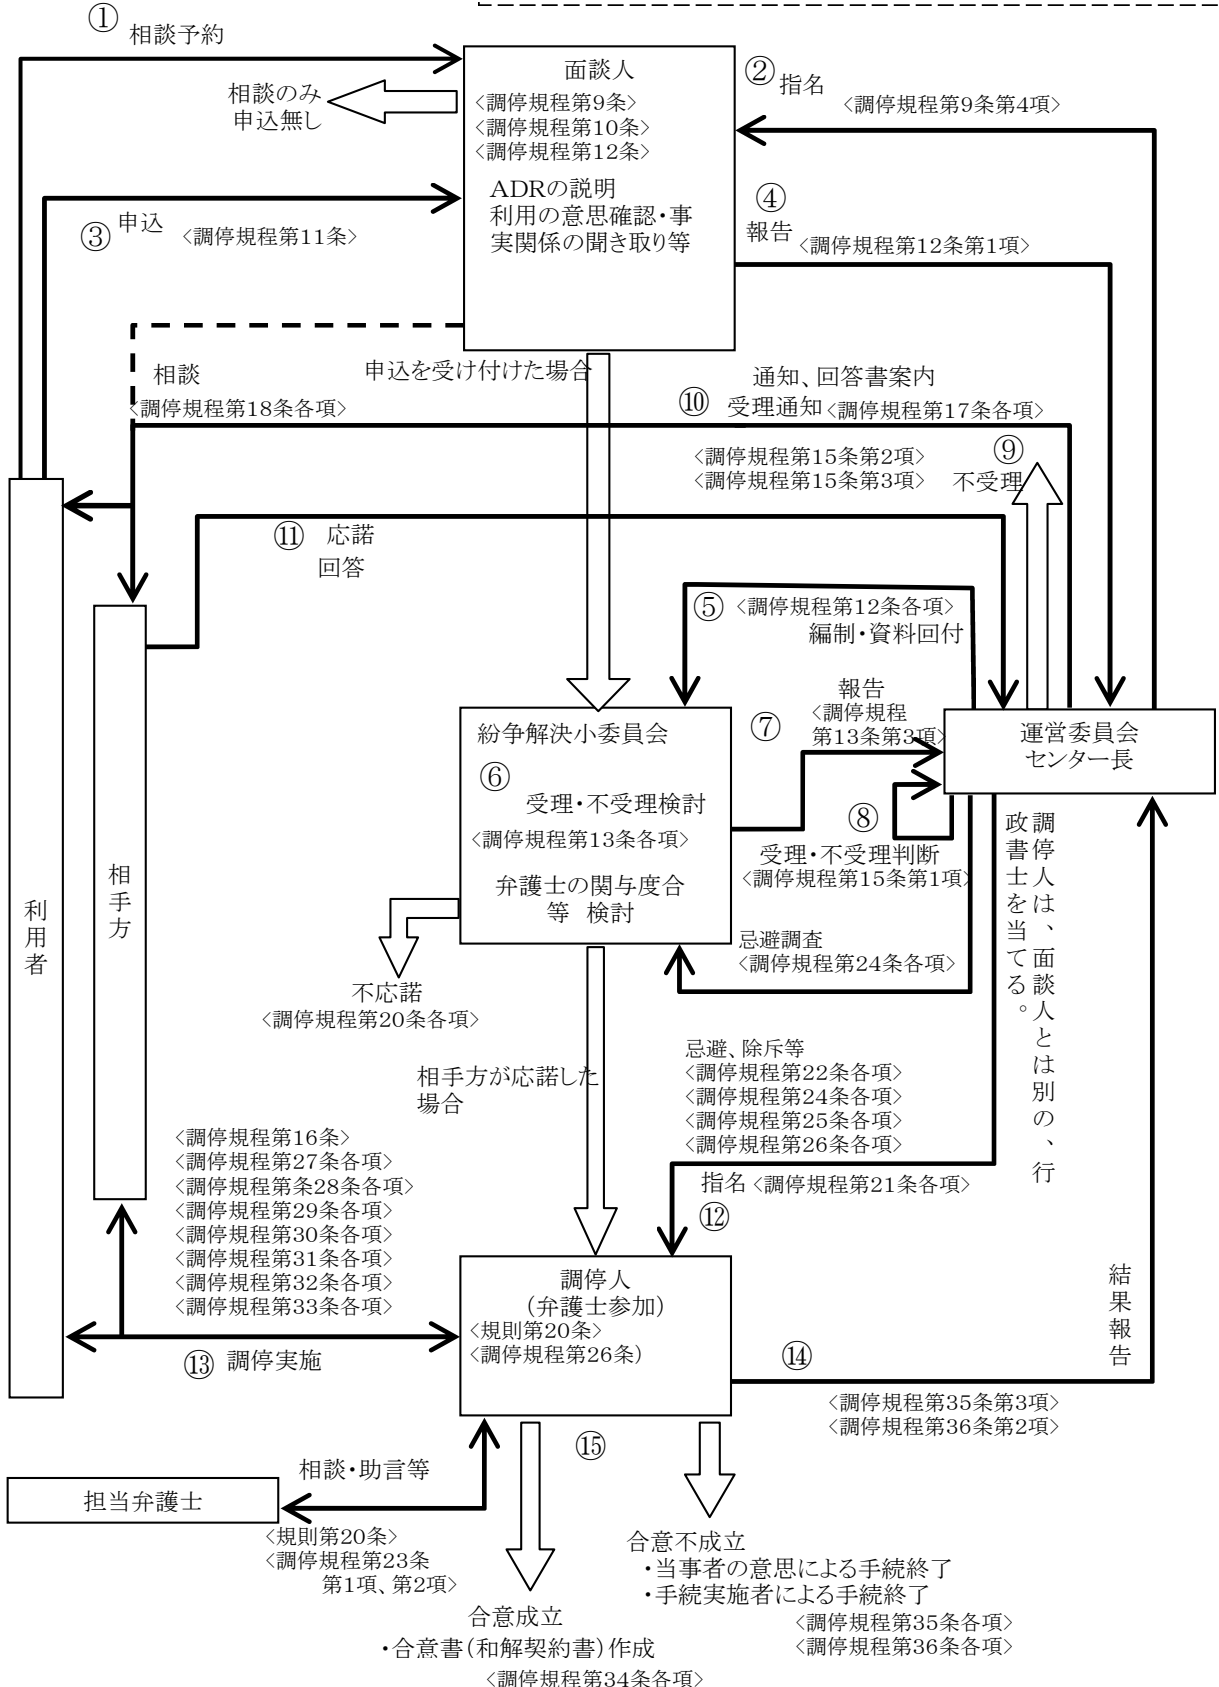 ①
相談予約
面談人
<調停規程第9条>
<調停規程第10条>
<調停規程第12条>
ADRの説明
利用の意思確認・事
実関係の聞き取り等
相談のみ
申込無し
②
指名
<調停規程第9条第4項>
③
申込
<調停規程第11条>
④
報告
<調停規程第12条第1項>
相談
<調停規程第18条各項>
申込を受け付けた場合
通知、回答書案内
⑩
受理通知
<調停規程第17条各項>
<調停規程第15条第2項>
<調停規程第15条第3項>
⑨
不受理
⑪
応諾
回答
⑤
<調停規程第12条各項>
編制・資料回付
報告
<調停規程
第13条第3項>
⑦
運営委員会
センター長
紛争解決小委員会
⑥
受理・不受理検討
<調停規程第13条各項>
弁護士の関与度合
等 検討
⑧
受理・不受理判断
<調停規程第15条第1項>
調停人は、面談人とは別の、行
政書士を当てる。
相手方
利用者
忌避調査
<調停規程第24条各項>
不応諾
<調停規程第20条各項>
相手方が応諾した
場合
忌避、除斥等
<調停規程第22条各項>
<調停規程第24条各項>
<調停規程第25条各項>
<調停規程第26条各項>
指名
<調停規程第21条各項>
⑫
<調停規程第16条>
<調停規程第27条各項>
<調停規程第条28条各項>
<調停規程第29条各項>
<調停規程第30条各項>
<調停規程第31条各項>
<調停規程第32条各項>
<調停規程第33条各項>
調停人
(弁護士参加)
<規則第20条>
<調停規程第26条)
⑬
調停実施
⑭
結果報告
<調停規程第35条第3項>
<調停規程第36条第2項>
⑮
相談・助言等
担当弁護士
<規則第20条>
<調停規程第23条
第1項、第2項>
合意不成立
・当事者の意思による手続終了
・手続実施者による手続終了
<調停規程第35条各項>
<調停規程第36条各項>
合意成立
・合意書(和解契約書)作成
<調停規程第34条各項>